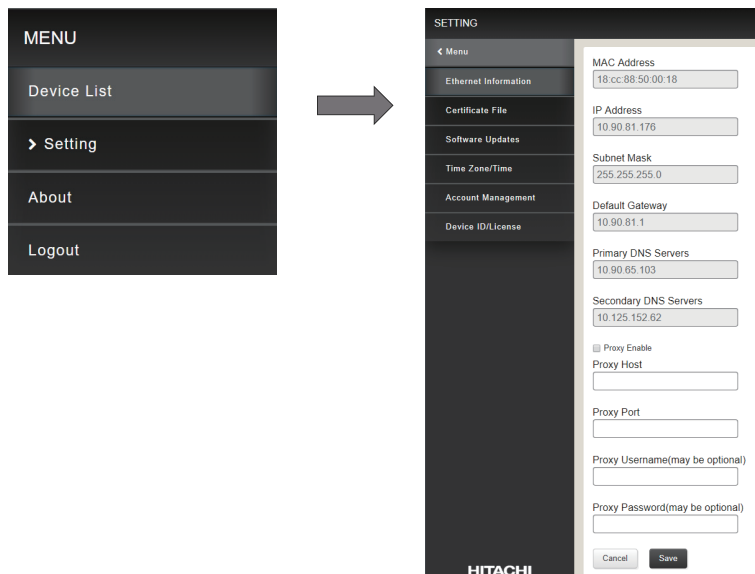 MENU
Device List
Setting
About
Logout
SETTING
Menu
Ethernet Information
Certificate File
Software Updates
Time Zone/Time
Account Management
Device ID/License
HITACHI
MAC Address
18:cc:88:50:00:18
IP Address
10.90.81.176
Subnet Mask
255.255.255.0
Default Gateway
10.90.81.1
Primary DNS Servers
10.90.65.103
Secondary DNS Servers
10.125.152.62
Proxy Enable
Proxy Host
Proxy Port
Proxy Username(may be optional)
Proxy Password(may be optional)
Cancel Save